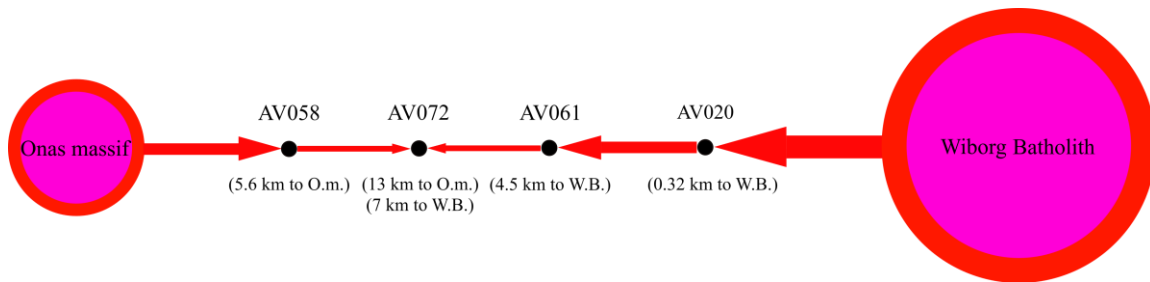 AV058
AV072
AV061
AV020
Onas massif
Wiborg Batholith
(5.6 km to O.m.)
(13 km to O.m.)
(7 km to W.B.)
(4.5 km to W.B.)
(0.32 km to W.B.)